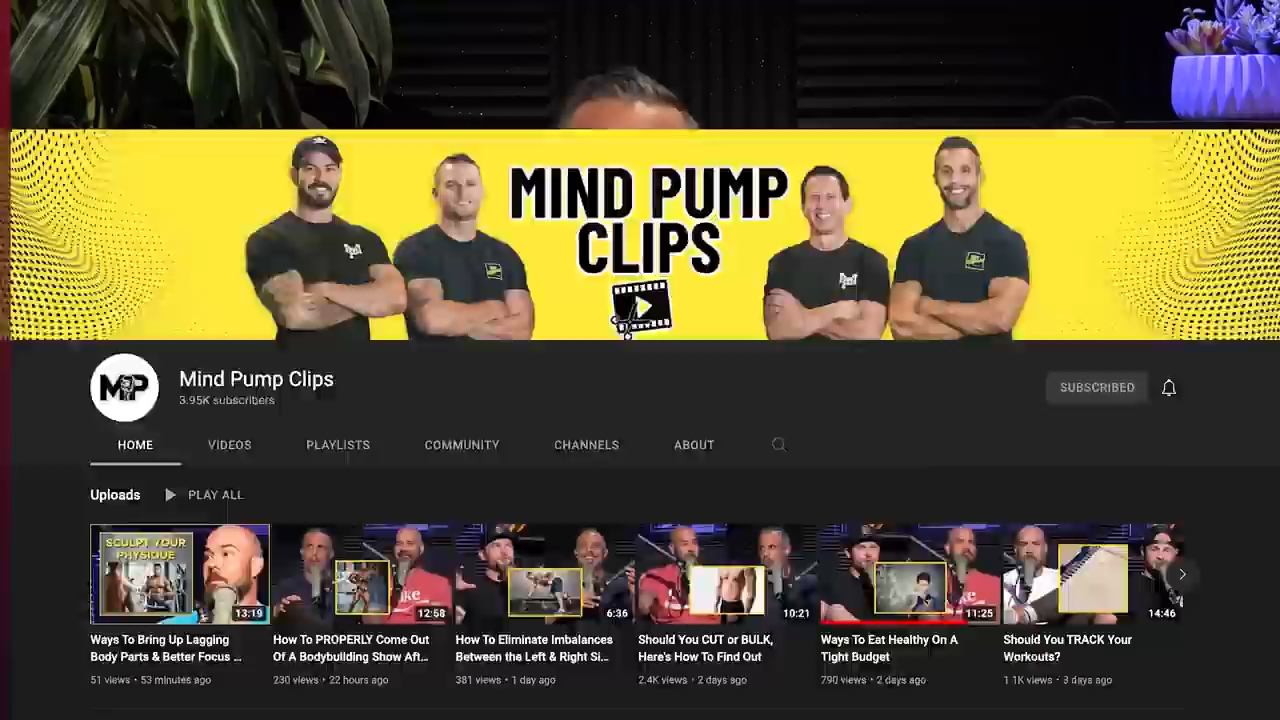 MIND PUMP
CLIPS
MP
Mind Pump Clips
3.95K subscribers
SUBSCRIBED
HOME VIDEOS PLAYLISTS COMMUNITY CHANNELS ABOUT
Uploads PLAY ALL
SCULPT YOUR
PHYSIQUE
13:19 12:58 6:36 10:21 11:25 14:46
Ways To Bring Up Lagging
Body Parts & Better Focus ...
51 views • 53 minutes ago
How To PROPERLY Come Out
Of A Bodybuilding Show Aft...
230 views • 22 hours ago
How To Eliminate Imbalances
Between the Left & Right Si...
381 views • 1 day ago
Should You CUT or BULK,
Here's How To Find Out
2.4K views • 2 days ago
Ways To Eat Healthy On A
Tight Budget
790 views • 2 days ago
Should You TRACK Your
Workouts?
1.1K views • 3 days ago